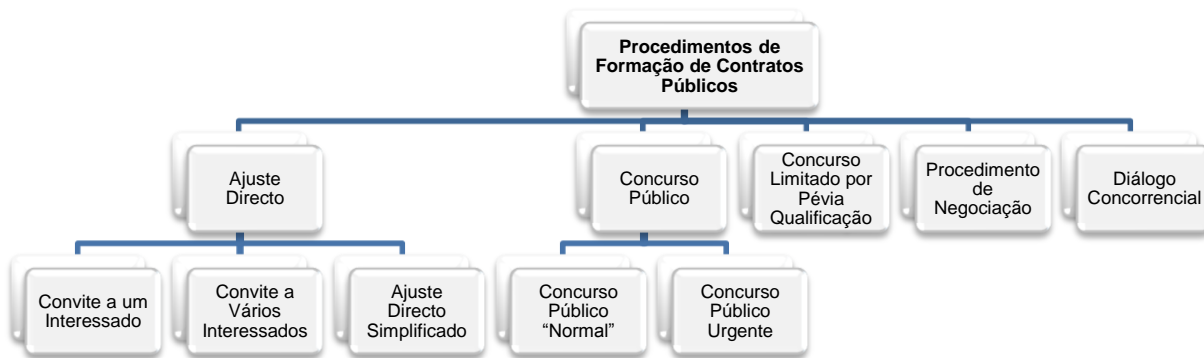 Procedimentos de
Formação de Contratos
Públicos
Ajuste
Directo
Concurso
Público
Concurso
Limitado por
Pévia
Qualificação
Procedimento
de
Negociação
Diálogo
Concorrencial
Convite a um
Interessado
Convite a
Vários
Interessados
Ajuste
Directo
Simplificado
Concurso
Público
“Normal”
Concurso
Público
Urgente